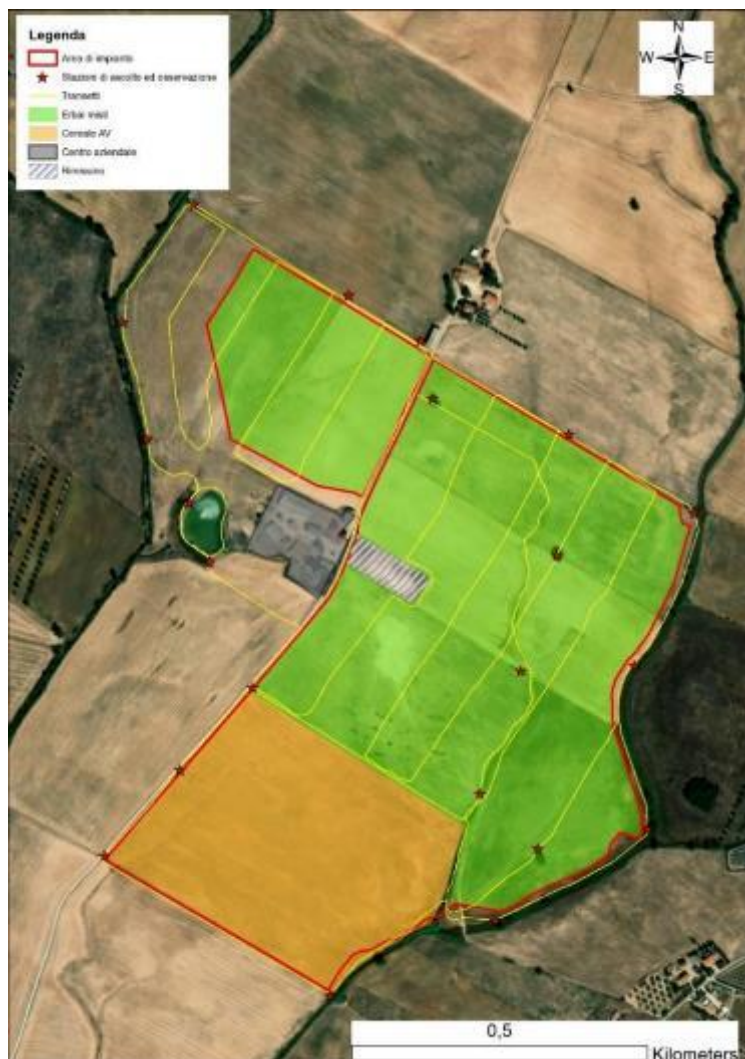 Legenda
Area di impianto
Stazioni di ascolto ed osservazione
Transetti
Erbai misti
Cereale AV
Centro aziendale
Rimessino
N
W E
S
0,5
Kilometers